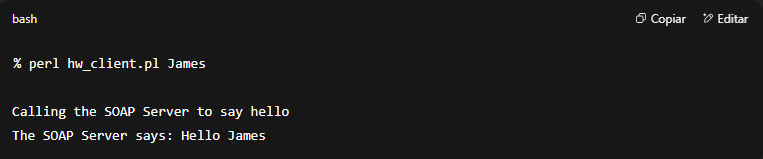 bash
Copiar
Editar
% perl hw_client.pl James
Calling the SOAP Server to say hello
The SOAP Server says: Hello James